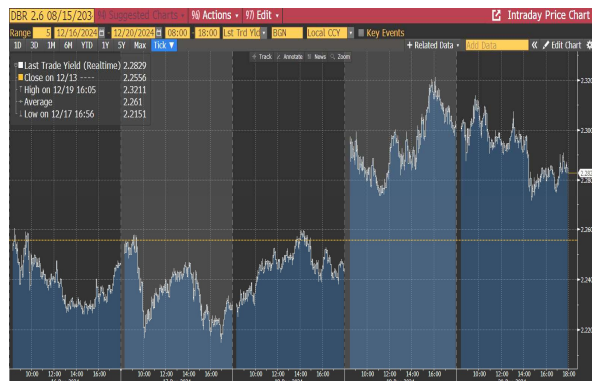 DBR 2.6 08/15/203 94) Suggested Charts 96) Actions 97) Edit Intraday Price Chart
Range 5 12/16/2024 - 12/20/2024 08:00 - 18:00 Lst Trd Yld BGN Local CCY Key Events
1D 3D 1M 6M YTD 1Y 5Y Max Tick ▼ + Related Data Add Data « Edit Chart
+ Track Annotate News Zoom
Last Trade Yield (Realtime) 2.2829
Close on 12/13 ---- 2.2556
High on 12/19 16:05 2.3211
Average 2.261
Low on 12/17 16:56 2.2151
2.320
2.300
2.282
2.280
2.260
2.240
2.220
10:00 12:00 14:00 16:00 10:00 12:00 14:00 16:00 10:00 12:00 14:00 16:00 10:00 12:00 14:00 16:00 10:00 12:00 14:00 16:00 18:00